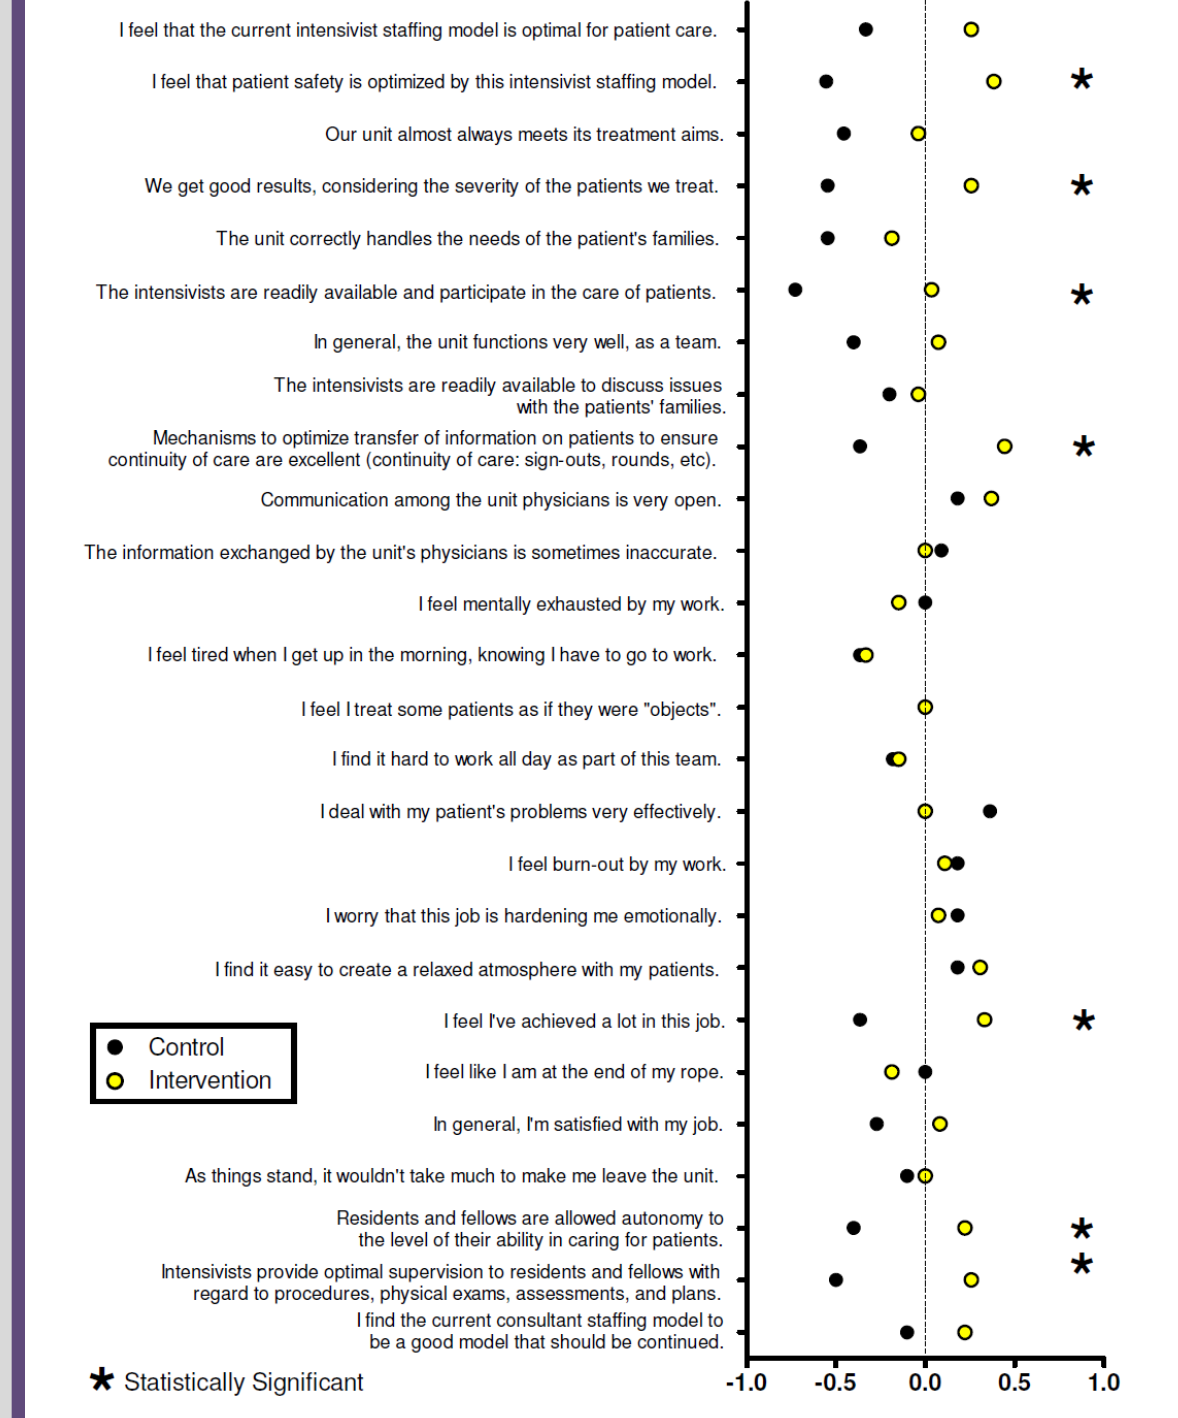 I feel that the current intensivist staffing model is optimal for patient care.
I feel that patient safety is optimized by this intensivist staffing model.
*
Our unit almost always meets its treatment aims.
We get good results, considering the severity of the patients we treat.
*
The unit correctly handles the needs of the patient's families.
The intensivists are readily available and participate in the care of patients.
*
In general, the unit functions very well, as a team.
The intensivists are readily available to discuss issues
with the patients' families.
Mechanisms to optimize transfer of information on patients to ensure
continuity of care are excellent (continuity of care: sign-outs, rounds, etc).
*
Communication among the unit physicians is very open.
The information exchanged by the unit's physicians is sometimes inaccurate.
I feel mentally exhausted by my work.
I feel tired when I get up in the morning, knowing I have to go to work.
I feel I treat some patients as if they were "objects".
I find it hard to work all day as part of this team.
I deal with my patient's problems very effectively.
I feel burn-out by my work.
I worry that this job is hardening me emotionally.
I find it easy to create a relaxed atmosphere with my patients.
I feel I've achieved a lot in this job.
*
Control
Intervention
I feel like I am at the end of my rope.
In general, I'm satisfied with my job.
As things stand, it wouldn't take much to make me leave the unit.
Residents and fellows are allowed autonomy to
the level of their ability in caring for patients.
*
Intensivists provide optimal supervision to residents and fellows with
regard to procedures, physical exams, assessments, and plans.
*
I find the current consultant staffing model to
be a good model that should be continued.
* Statistically Significant
-1.0 -0.5 0.0 0.5 1.0